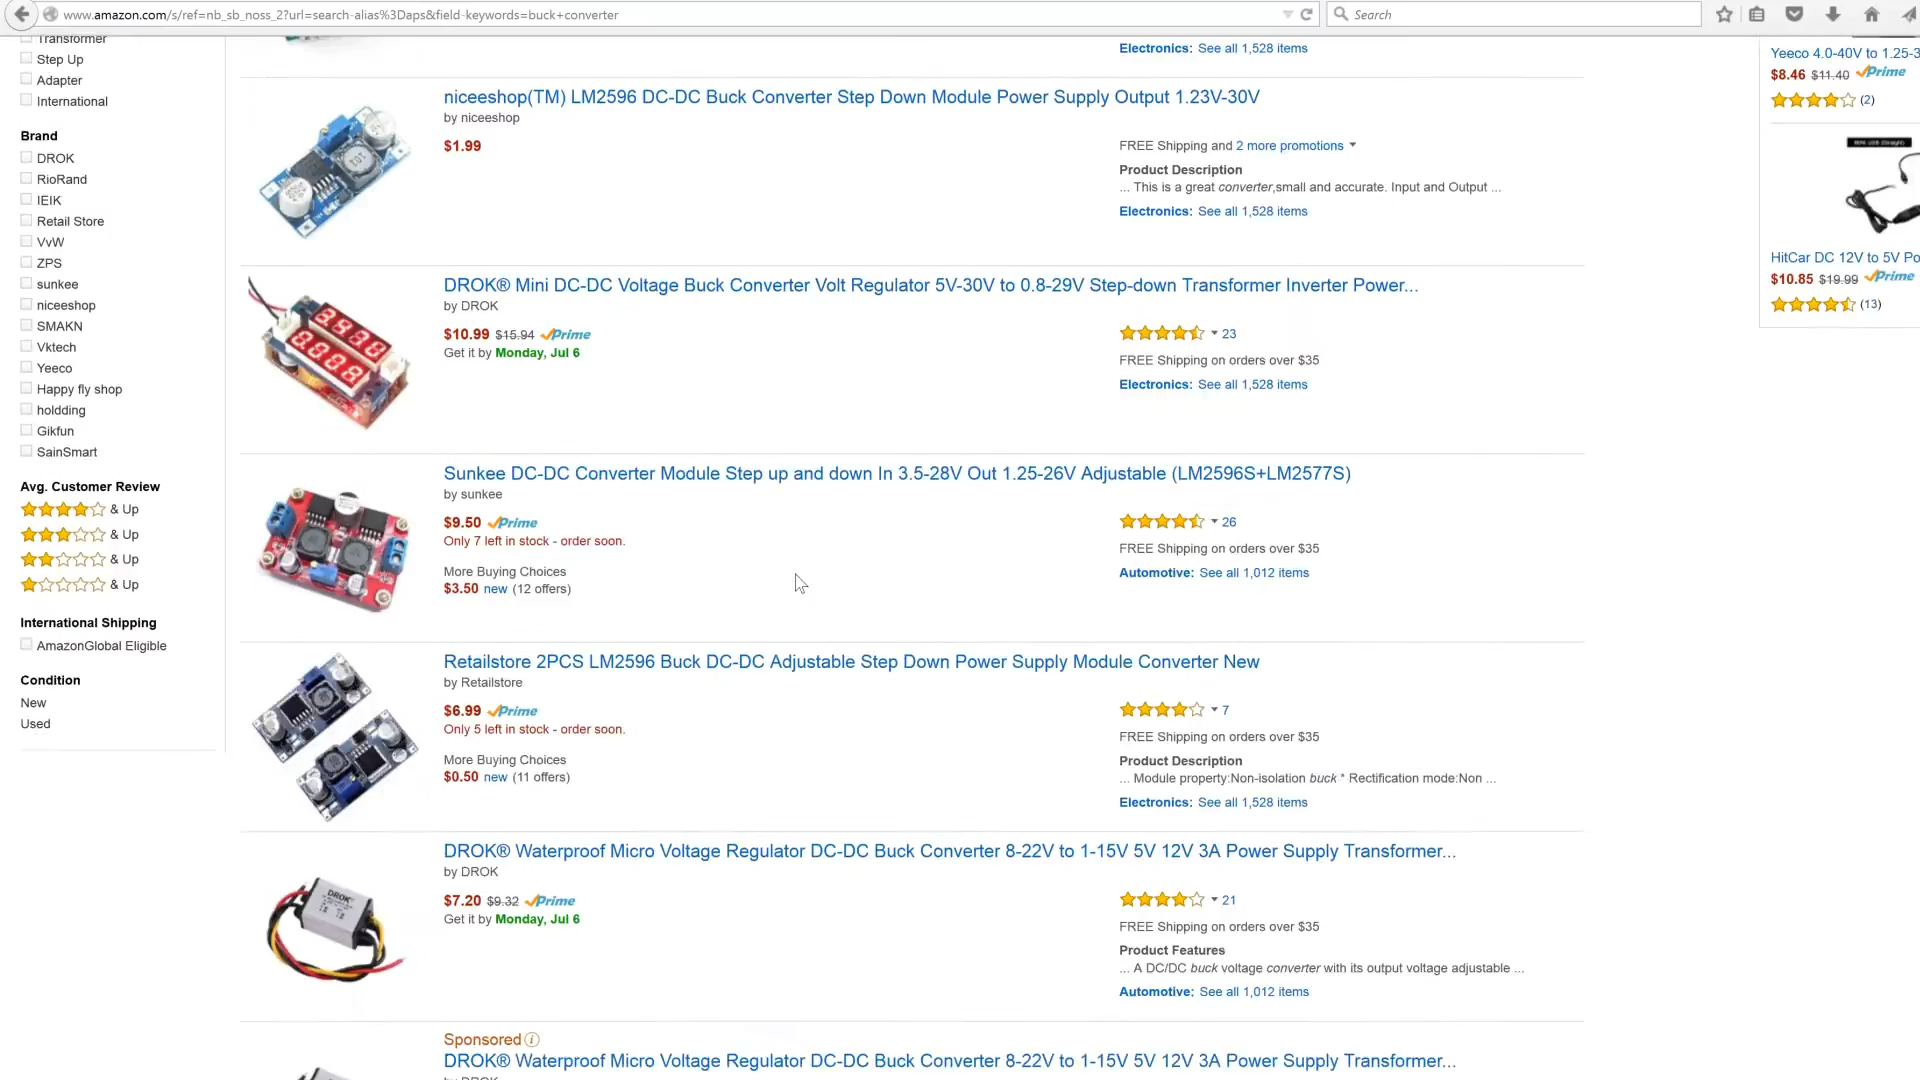 www.amazon.com/s/ref=nb_sb_noss_2?url=search-alias%3Daps&field-keywords=buck+converter
Search
Transformer
Step Up
Adapter
International
Brand
DROK
RioRand
IEIK
Retail Store
VvW
ZPS
sunkee
niceeshop
SMAKN
Vktech
Yeeco
Happy fly shop
holdding
Gikfun
SainSmart
Avg. Customer Review
& Up
& Up
& Up
& Up
International Shipping
AmazonGlobal Eligible
Condition
New
Used
Electronics: See all 1,528 items
niceeshop(TM) LM2596 DC-DC Buck Converter Step Down Module Power Supply Output 1.23V-30V
by niceeshop
$1.99
FREE Shipping and 2 more promotions
Product Description
... This is a great converter,small and accurate. Input and Output ...
Electronics: See all 1,528 items
DROK® Mini DC-DC Voltage Buck Converter Volt Regulator 5V-30V to 0.8-29V Step-down Transformer Inverter Power...
by DROK
$10.99 $15.94 Prime
Get it by Monday, Jul 6
23
FREE Shipping on orders over $35
Electronics: See all 1,528 items
Sunkee DC-DC Converter Module Step up and down In 3.5-28V Out 1.25-26V Adjustable (LM2596S+LM2577S)
by sunkee
$9.50 Prime
Only 7 left in stock - order soon.
More Buying Choices
$3.50 new (12 offers)
26
FREE Shipping on orders over $35
Automotive: See all 1,012 items
Retailstore 2PCS LM2596 Buck DC-DC Adjustable Step Down Power Supply Module Converter New
by Retailstore
$6.99 Prime
Only 5 left in stock - order soon.
More Buying Choices
$0.50 new (11 offers)
7
FREE Shipping on orders over $35
Product Description
... Module property:Non-isolation buck * Rectification mode:Non ...
Electronics: See all 1,528 items
DROK® Waterproof Micro Voltage Regulator DC-DC Buck Converter 8-22V to 1-15V 5V 12V 3A Power Supply Transformer...
by DROK
$7.20 $9.32 Prime
Get it by Monday, Jul 6
21
FREE Shipping on orders over $35
Product Features
... A DC/DC buck voltage converter with its output voltage adjustable ...
Automotive: See all 1,012 items
DROK
Sponsored
DROK® Waterproof Micro Voltage Regulator DC-DC Buck Converter 8-22V to 1-15V 5V 12V 3A Power Supply Transformer...
by DROK
Yeeco 4.0-40V to 1.25-3
$8.46 $11.40 Prime
(2)
HitCar DC 12V to 5V Po
$10.85 $19.99 Prime
(13)